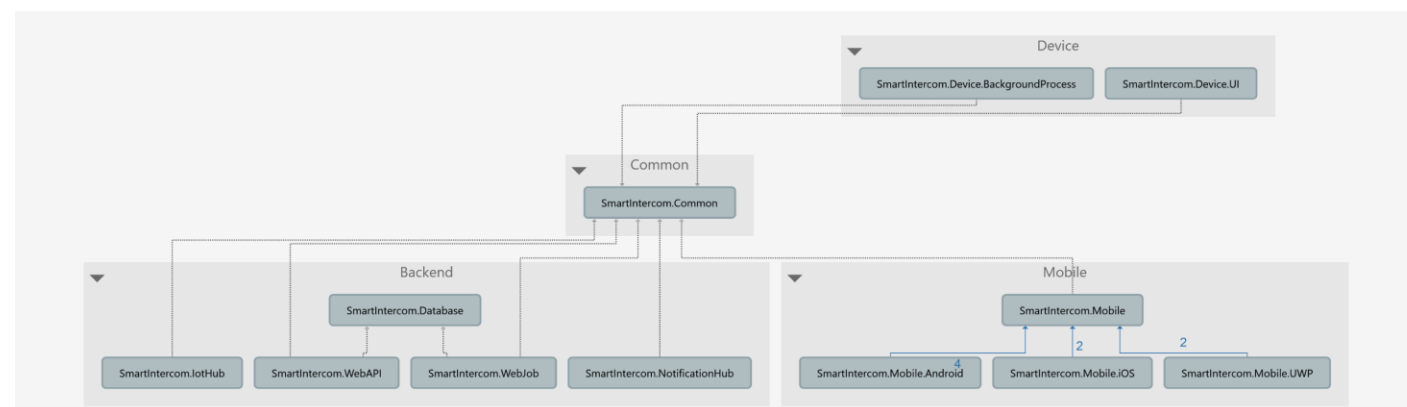 Device
SmartIntercom.Device.BackgroundProcess
SmartIntercom.Device.UI
Common
SmartIntercom.Common
Backend
SmartIntercom.Database
SmartIntercom.IotHub
SmartIntercom.WebAPI
SmartIntercom.WebJob
SmartIntercom.NotificationHub
Mobile
SmartIntercom.Mobile
2
2
4
SmartIntercom.Mobile.Android
SmartIntercom.Mobile.iOS
SmartIntercom.Mobile.UWP